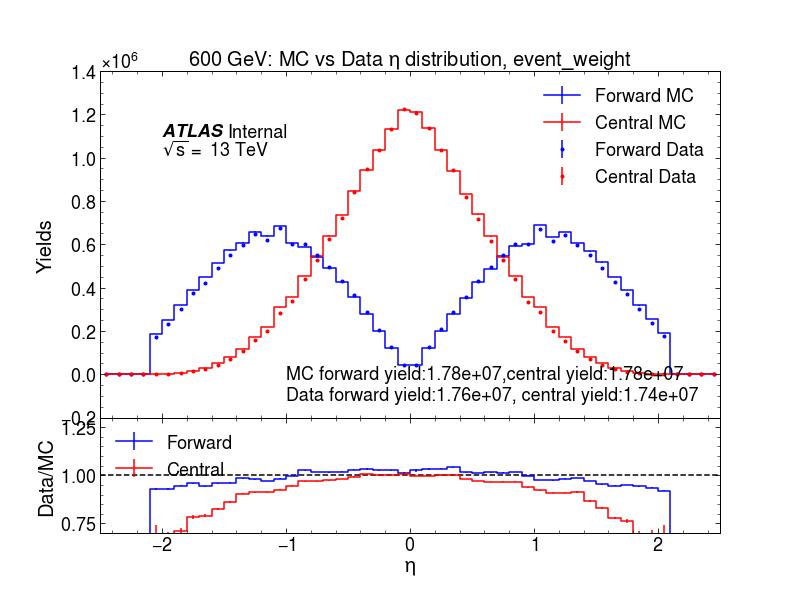 ×10⁶
600 GeV: MC vs Data η distribution, event_weight
1.4
1.2
1.0
0.8
0.6
0.4
0.2
0.0
Yields
ATLAS Internal
√s = 13 TeV
Forward MC
Central MC
Forward Data
Central Data
MC forward yield:1.78e+07,central yield:1.78e+07
Data forward yield:1.76e+07, central yield:1.74e+07
−0.2
1.25
1.00
0.75
Data/MC
Forward
Central
−2 −1 0 1 2
η